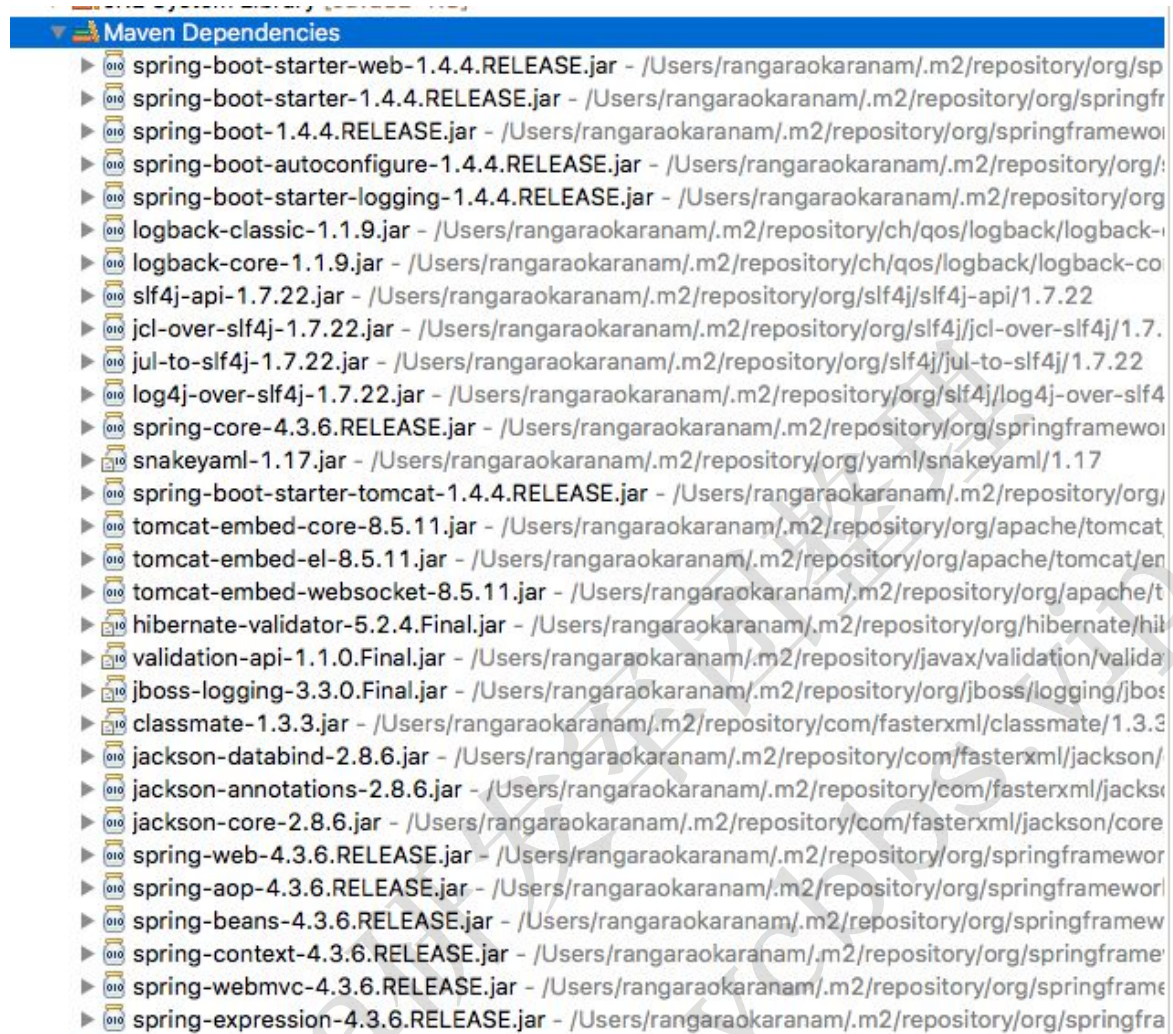 Maven Dependencies
spring-boot-starter-web-1.4.4.RELEASE.jar - /Users/rangaraokaranam/.m2/repository/org/sp
spring-boot-starter-1.4.4.RELEASE.jar - /Users/rangaraokaranam/.m2/repository/org/springfr
spring-boot-1.4.4.RELEASE.jar - /Users/rangaraokaranam/.m2/repository/org/springframewor
spring-boot-autoconfigure-1.4.4.RELEASE.jar - /Users/rangaraokaranam/.m2/repository/org/
spring-boot-starter-logging-1.4.4.RELEASE.jar - /Users/rangaraokaranam/.m2/repository/org
logback-classic-1.1.9.jar - /Users/rangaraokaranam/.m2/repository/ch/qos/logback/logback-
logback-core-1.1.9.jar - /Users/rangaraokaranam/.m2/repository/ch/qos/logback/logback-co
slf4j-api-1.7.22.jar - /Users/rangaraokaranam/.m2/repository/org/slf4j/slf4j-api/1.7.22
jcl-over-slf4j-1.7.22.jar - /Users/rangaraokaranam/.m2/repository/org/slf4j/jcl-over-slf4j/1.7.
jul-to-slf4j-1.7.22.jar - /Users/rangaraokaranam/.m2/repository/org/slf4j/jul-to-slf4j/1.7.22
log4j-over-slf4j-1.7.22.jar - /Users/rangaraokaranam/.m2/repository/org/slf4j/log4j-over-slf4
spring-core-4.3.6.RELEASE.jar - /Users/rangaraokaranam/.m2/repository/org/springframewor
snakeyaml-1.17.jar - /Users/rangaraokaranam/.m2/repository/org/yaml/snakeyaml/1.17
spring-boot-starter-tomcat-1.4.4.RELEASE.jar - /Users/rangaraokaranam/.m2/repository/org/
tomcat-embed-core-8.5.11.jar - /Users/rangaraokaranam/.m2/repository/org/apache/tomcat
tomcat-embed-el-8.5.11.jar - /Users/rangaraokaranam/.m2/repository/org/apache/tomcat/em
tomcat-embed-websocket-8.5.11.jar - /Users/rangaraokaranam/.m2/repository/org/apache/t
hibernate-validator-5.2.4.Final.jar - /Users/rangaraokaranam/.m2/repository/org/hibernate/hib
validation-api-1.1.0.Final.jar - /Users/rangaraokaranam/.m2/repository/javax/validation/valida
jboss-logging-3.3.0.Final.jar - /Users/rangaraokaranam/.m2/repository/org/jboss/logging/jbos
classmate-1.3.3.jar - /Users/rangaraokaranam/.m2/repository/com/fasterxml/classmate/1.3.3
jackson-databind-2.8.6.jar - /Users/rangaraokaranam/.m2/repository/com/fasterxml/jackson/
jackson-annotations-2.8.6.jar - /Users/rangaraokaranam/.m2/repository/com/fasterxml/jackso
jackson-core-2.8.6.jar - /Users/rangaraokaranam/.m2/repository/com/fasterxml/jackson/core
spring-web-4.3.6.RELEASE.jar - /Users/rangaraokaranam/.m2/repository/org/springframewor
spring-aop-4.3.6.RELEASE.jar - /Users/rangaraokaranam/.m2/repository/org/springframewor
spring-beans-4.3.6.RELEASE.jar - /Users/rangaraokaranam/.m2/repository/org/springframew
spring-context-4.3.6.RELEASE.jar - /Users/rangaraokaranam/.m2/repository/org/springframe
spring-webmvc-4.3.6.RELEASE.jar - /Users/rangaraokaranam/.m2/repository/org/springframe
spring-expression-4.3.6.RELEASE.jar - /Users/rangaraokaranam/.m2/repository/org/springfra
研发军团整理
vcbbs.vip